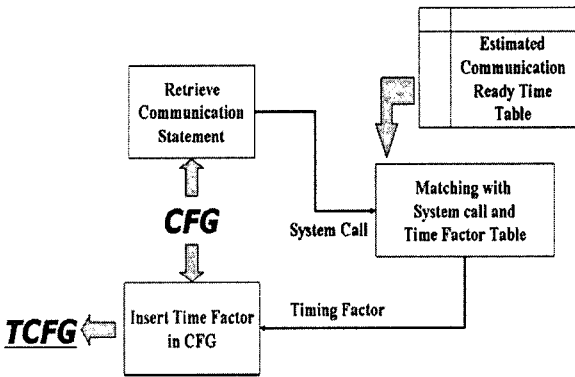 Estimated
Communication
Ready Time
Table
Retrieve
Communication
Statement
Matching with
System call and
Time Factor Table
CFG
System Call
Timing Factor
Insert Time Factor
in CFG
TCFG